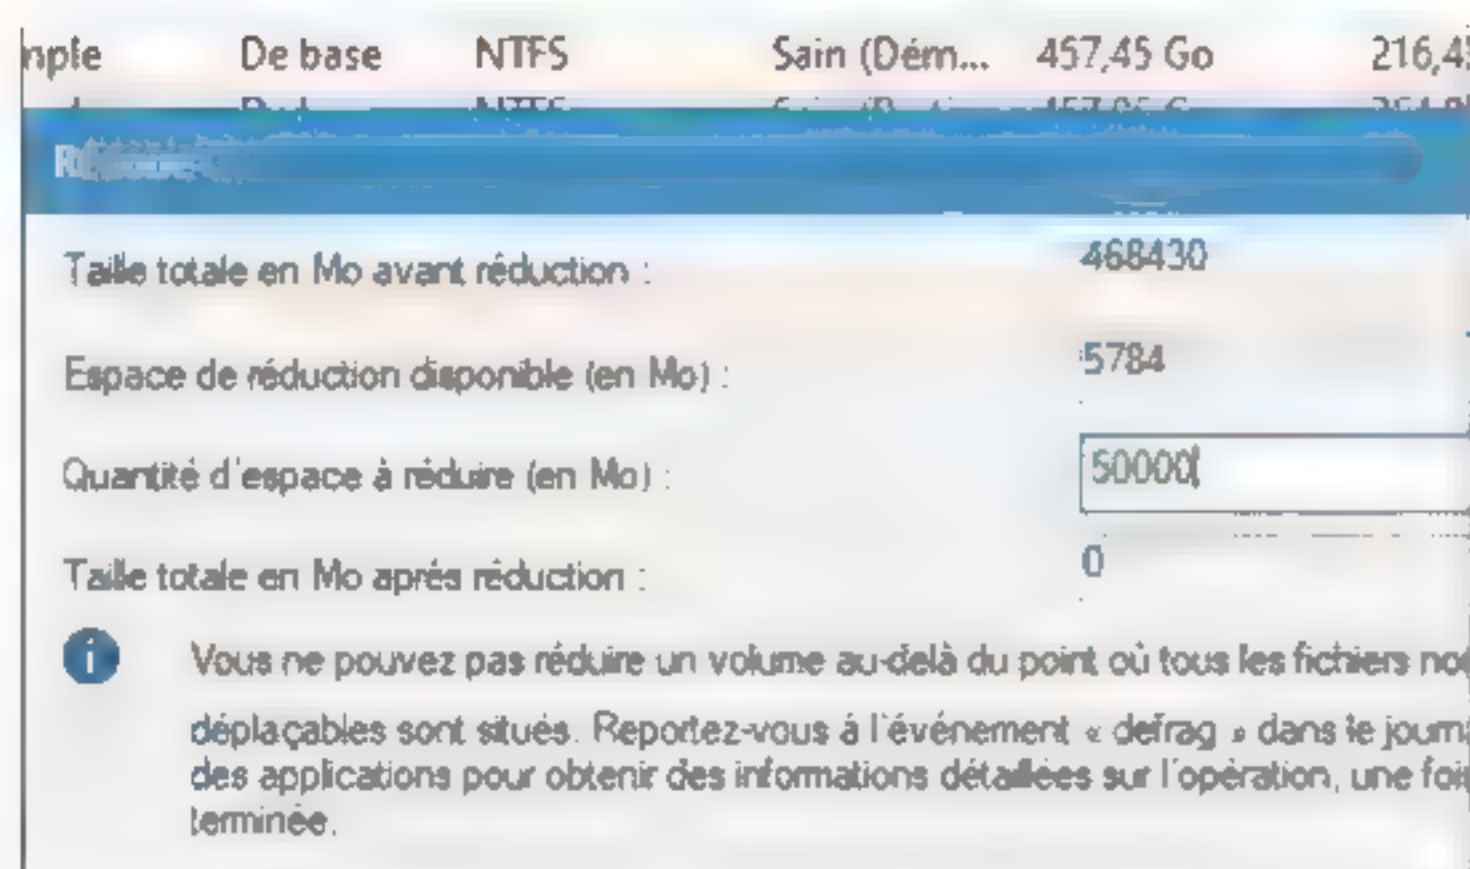 mple De base NTFS Sain (Dém... 457,45 Go 216,4
Taille totale en Mo avant réduction : 468430
Espace de réduction disponible (en Mo) : 5784
Quantité d'espace à réduire (en Mo) : 50000
Taille totale en Mo après réduction : 0
Vous ne pouvez pas réduire un volume au-delà du point où tous les fichiers no
déplaçables sont situés. Reportez-vous à l'événement « defrag » dans le journa
des applications pour obtenir des informations détaillées sur l'opération, une foi
terminée.